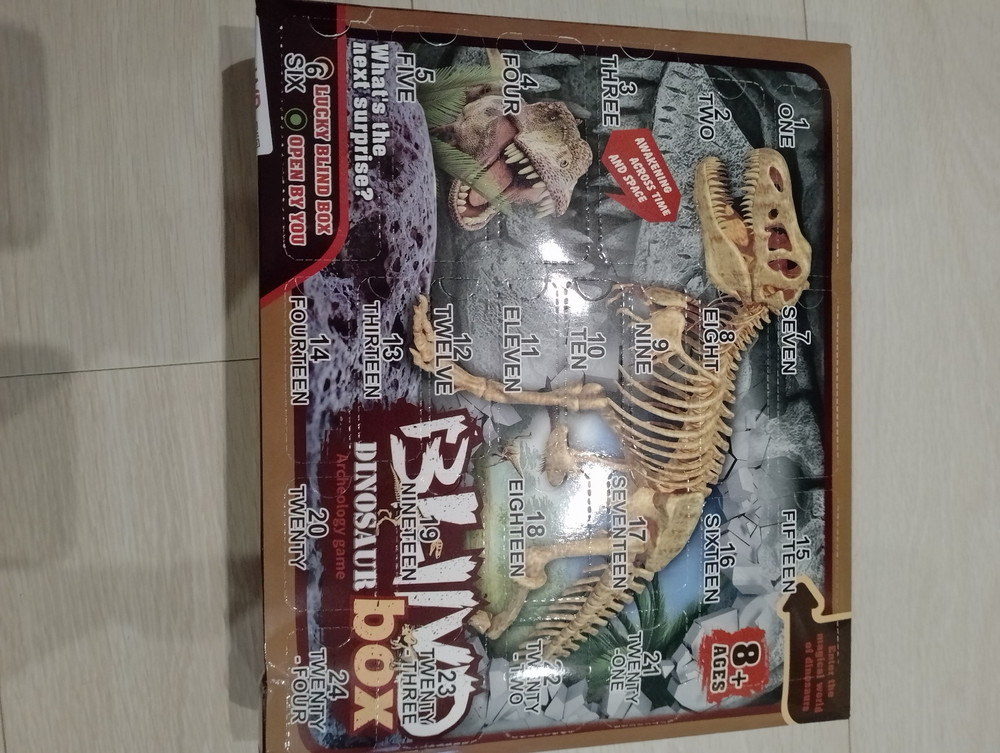 1
ONE
2
TWO
3
THREE
4
FOUR
5
FIVE
6
SIX
AWAKENING
ACROSS TIME
AND SPACE
What's the
next surprise?
LUCKY BLIND BOX
OPEN BY YOU
7
SEVEN
8
EIGHT
9
NINE
10
TEN
11
ELEVEN
12
TWELVE
13
THIRTEEN
14
FOURTEEN
15
FIFTEEN
16
SIXTEEN
17
SEVENTEEN
18
EIGHTEEN
19
NINETEEN
20
TWENTY
21
TWENTY
-ONE
22
TWENTY
-TWO
23
TWENTY
-THREE
24
TWENTY
-FOUR
Enter the
magical world
of dinosaurs
8+
AGES
BLIND
DINOSAUR box
Archeology game